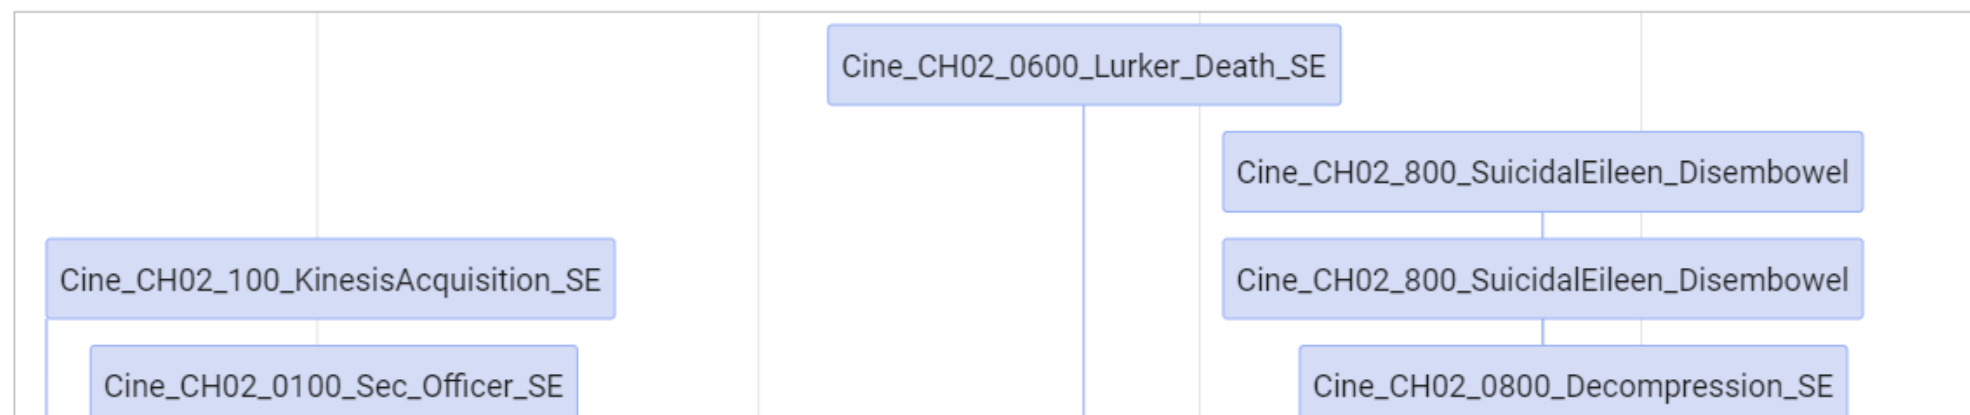 Cine_CH02_0600_Lurker_Death_SE
Cine_CH02_800_SuicidalEileen_Disembowel
Cine_CH02_100_KinesisAcquisition_SE
Cine_CH02_800_SuicidalEileen_Disembowel
Cine_CH02_0100_Sec_Officer_SE
Cine_CH02_0800_Decompression_SE